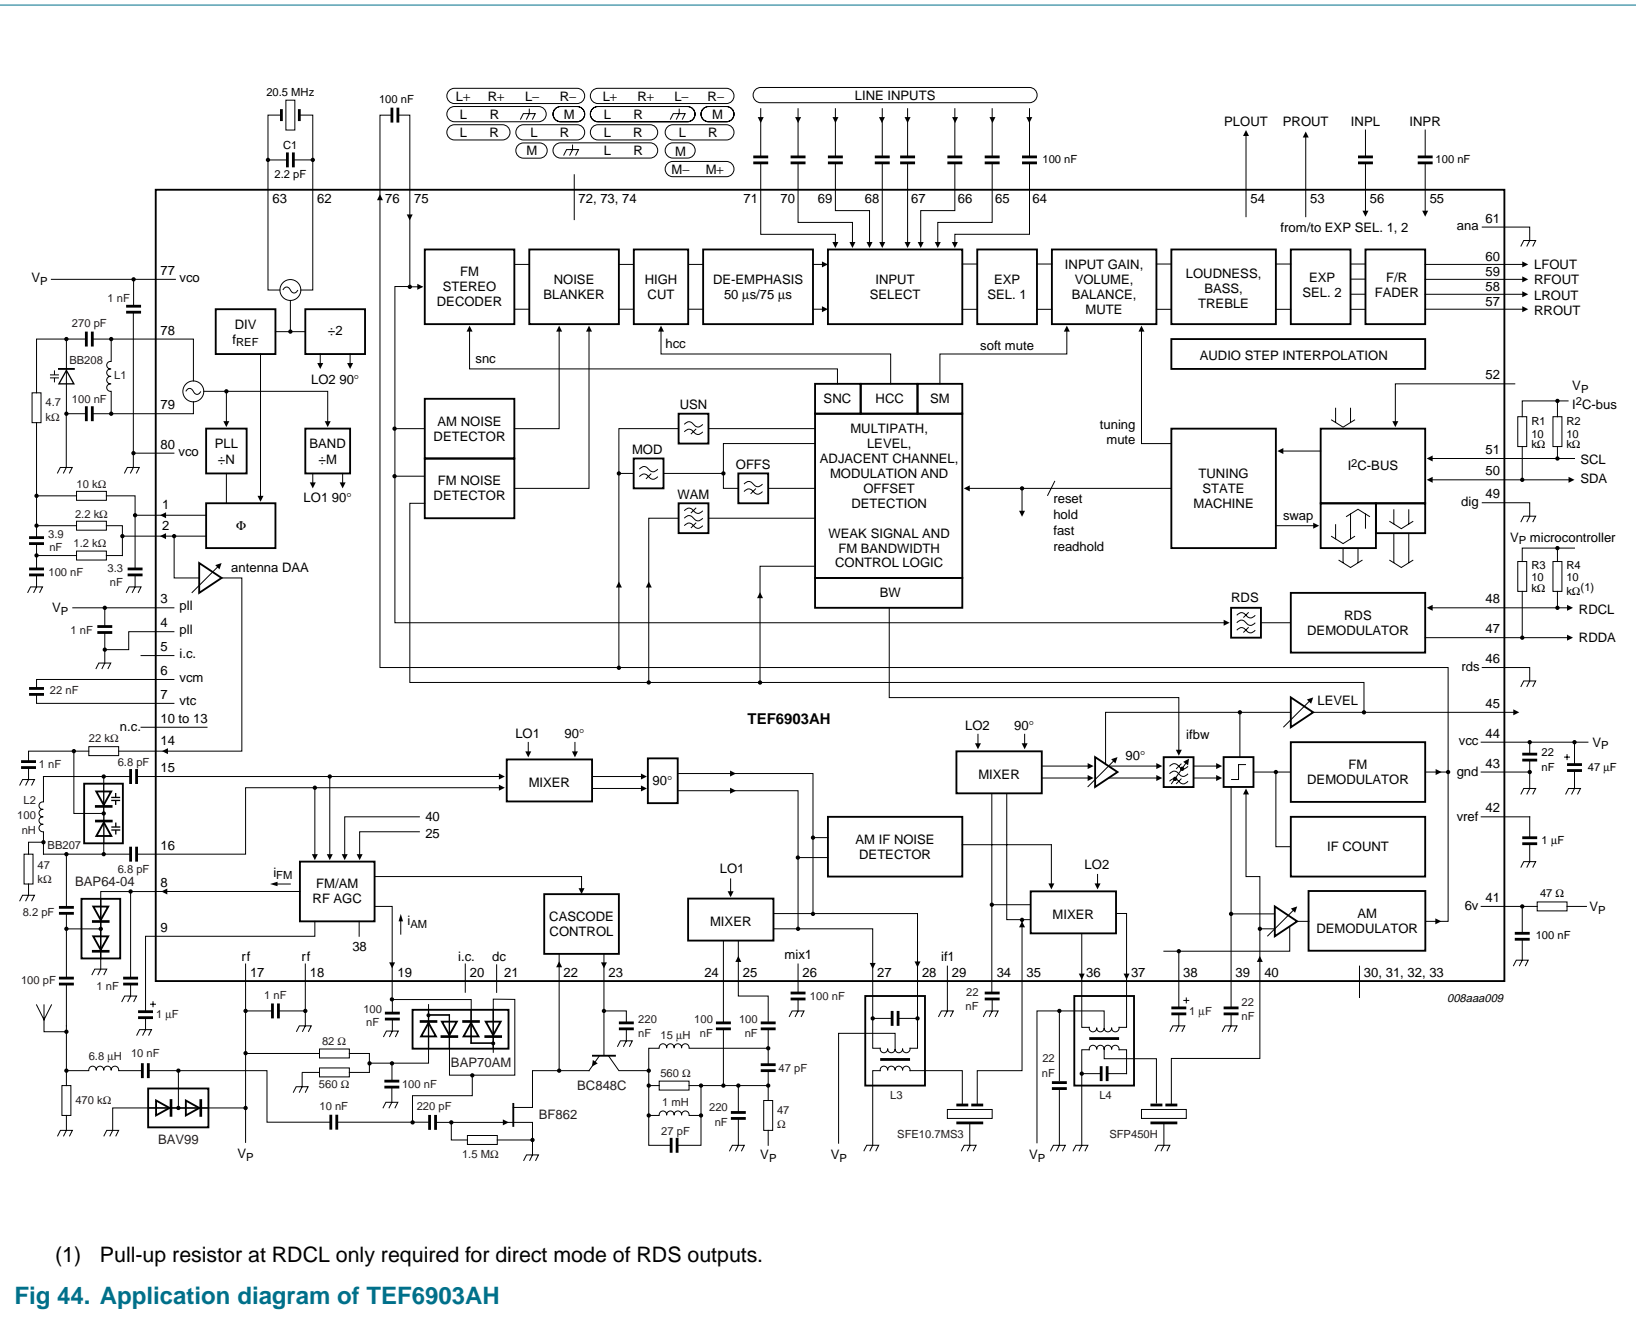 20.5 MHz
C1
2.2 pF
100 nF
L+ R+ L− R− L+ R+ L− R−
L R M L R M
L R L R L R L R
M L R M
M− M+
LINE INPUTS
100 nF
PLOUT PROUT INPL INPR
100 nF
63 62 76 75 72, 73, 74 71 70 69 68 67 66 65 64 54 53 56 55
from/to EXP SEL. 1, 2
ana 61
VP
77
vco
1 nF
FM
STEREO
DECODER
NOISE
BLANKER
HIGH
CUT
DE-EMPHASIS
50 µs/75 µs
INPUT
SELECT
EXP
SEL. 1
INPUT GAIN,
VOLUME,
BALANCE,
MUTE
LOUDNESS,
BASS,
TREBLE
EXP
SEL. 2
F/R
FADER
60 LFOUT
59 RFOUT
58 LROUT
57 RROUT
270 pF
78
BB208
L1
4.7
kΩ
100 nF
79
80
vco
DIV
fREF
÷2
LO2 90°
PLL
÷N
BAND
÷M
LO1 90°
snc
hcc
soft mute
AUDIO STEP INTERPOLATION
52
VP
I²C-bus
AM NOISE
DETECTOR
FM NOISE
DETECTOR
USN
MOD
OFFS
WAM
SNC HCC SM
MULTIPATH,
LEVEL,
ADJACENT CHANNEL,
MODULATION AND
OFFSET
DETECTION
WEAK SIGNAL AND
FM BANDWIDTH
CONTROL LOGIC
BW
tuning
mute
reset
hold
fast
readhold
TUNING
STATE
MACHINE
swap
I²C-BUS
R1
10
kΩ
R2
10
kΩ
51 SCL
50 SDA
dig 49
10 kΩ
1
2.2 kΩ
2
3.9
nF
1.2 kΩ
100 nF
3.3
nF
Φ
antenna DAA
VP microcontroller
R3
10
kΩ
R4
10
kΩ(1)
RDS
RDS
DEMODULATOR
48 RDCL
47 RDDA
rds 46
VP
3
pll
1 nF
4
pll
5
i.c.
6
vcm
22 nF
7
vtc
n.c.
10 to 13
22 kΩ
14
1 nF
6.8 pF
15
TEF6903AH
LEVEL
45
LO1 90°
MIXER
90°
LO2 90°
MIXER
90°
ifbw
FM
DEMODULATOR
vcc 44
VP
22
nF
47 µF
+
gnd 43
vref 42
1 µF
L2
100
nH
BB207
16
6.8 pF
47
kΩ
BAP64-04
8
8.2 pF
9
40
25
iFM
FM/AM
RF AGC
iAM
38
CASCODE
CONTROL
LO1
MIXER
AM IF NOISE
DETECTOR
LO2
MIXER
IF COUNT
AM
DEMODULATOR
6v 41
47 Ω
VP
100 nF
rf
17
rf
18
19
i.c.
20
dc
21
22
23
24
25
mix1
26
27
28
if1
29
34
35
36
37
38
39
40
30, 31, 32, 33
008aaa009
100 pF
1 nF
+
1 µF
1 nF
100
nF
BAP70AM
220
nF
100
nF
100
nF
100 nF
22
nF
+
1 µF
22
nF
6.8 µH
10 nF
82 Ω
560 Ω
100 nF
BC848C
15 µH
560 Ω
47 pF
L3
22
nF
L4
470 kΩ
BAV99
VP
10 nF
220 pF
BF862
1.5 MΩ
1 mH
27 pF
220
nF
47
Ω
VP
VP
SFE10.7MS3
VP
SFP450H
(1) Pull-up resistor at RDCL only required for direct mode of RDS outputs.
Fig 44. Application diagram of TEF6903AH